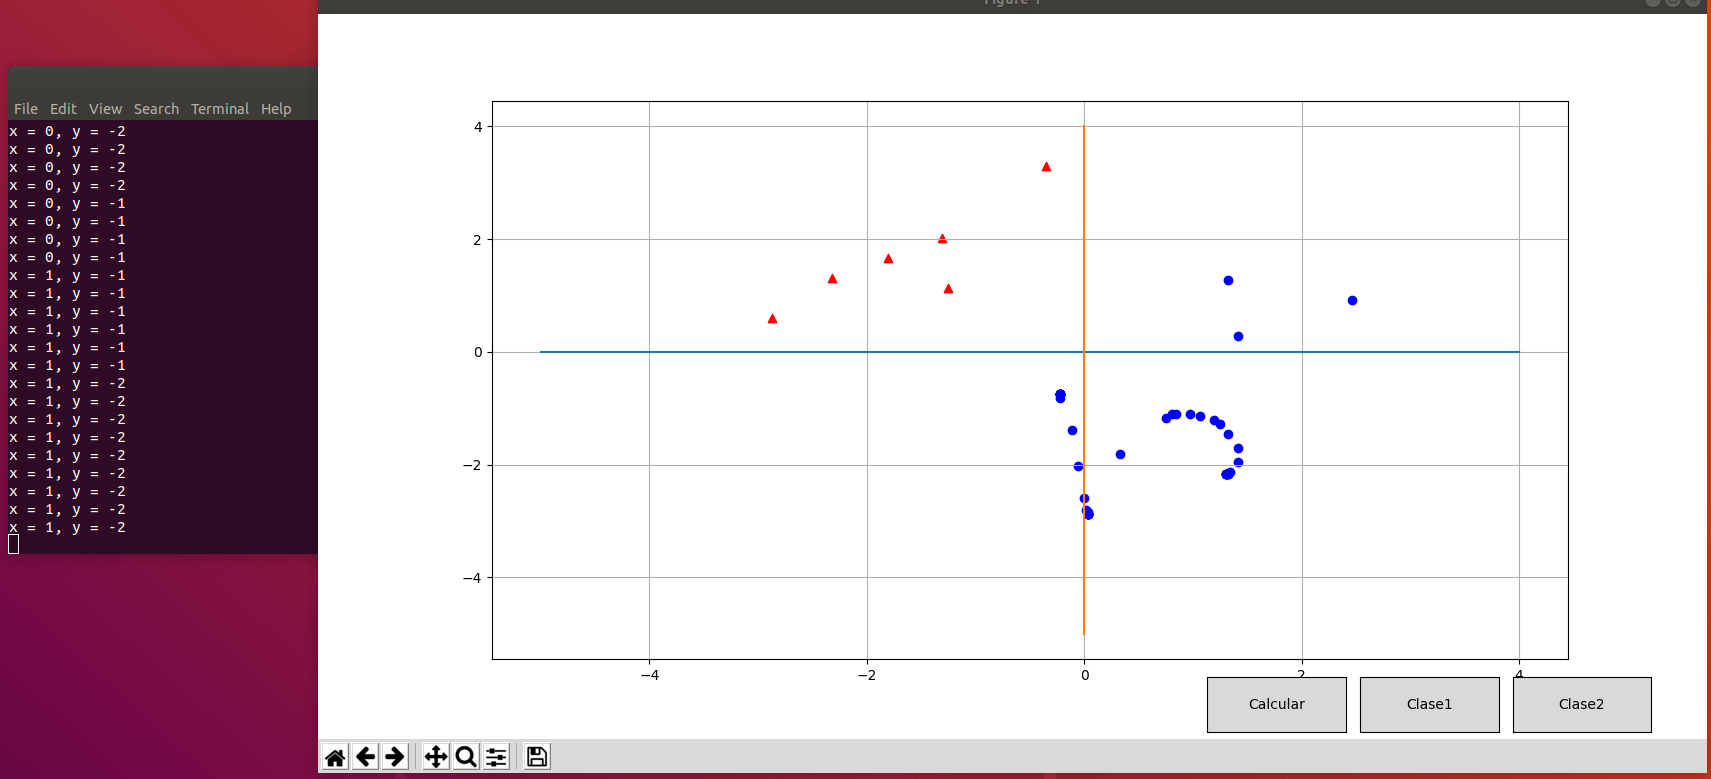 Figure 1
File Edit View Search Terminal Help
x = 0, y = -2
x = 0, y = -2
x = 0, y = -2
x = 0, y = -2
x = 0, y = -1
x = 0, y = -1
x = 0, y = -1
x = 0, y = -1
x = 1, y = -1
x = 1, y = -1
x = 1, y = -1
x = 1, y = -1
x = 1, y = -1
x = 1, y = -1
x = 1, y = -2
x = 1, y = -2
x = 1, y = -2
x = 1, y = -2
x = 1, y = -2
x = 1, y = -2
x = 1, y = -2
x = 1, y = -2
x = 1, y = -2
4
2
0
−2
−4
−4 −2 0 2 4
Calcular Clase1 Clase2